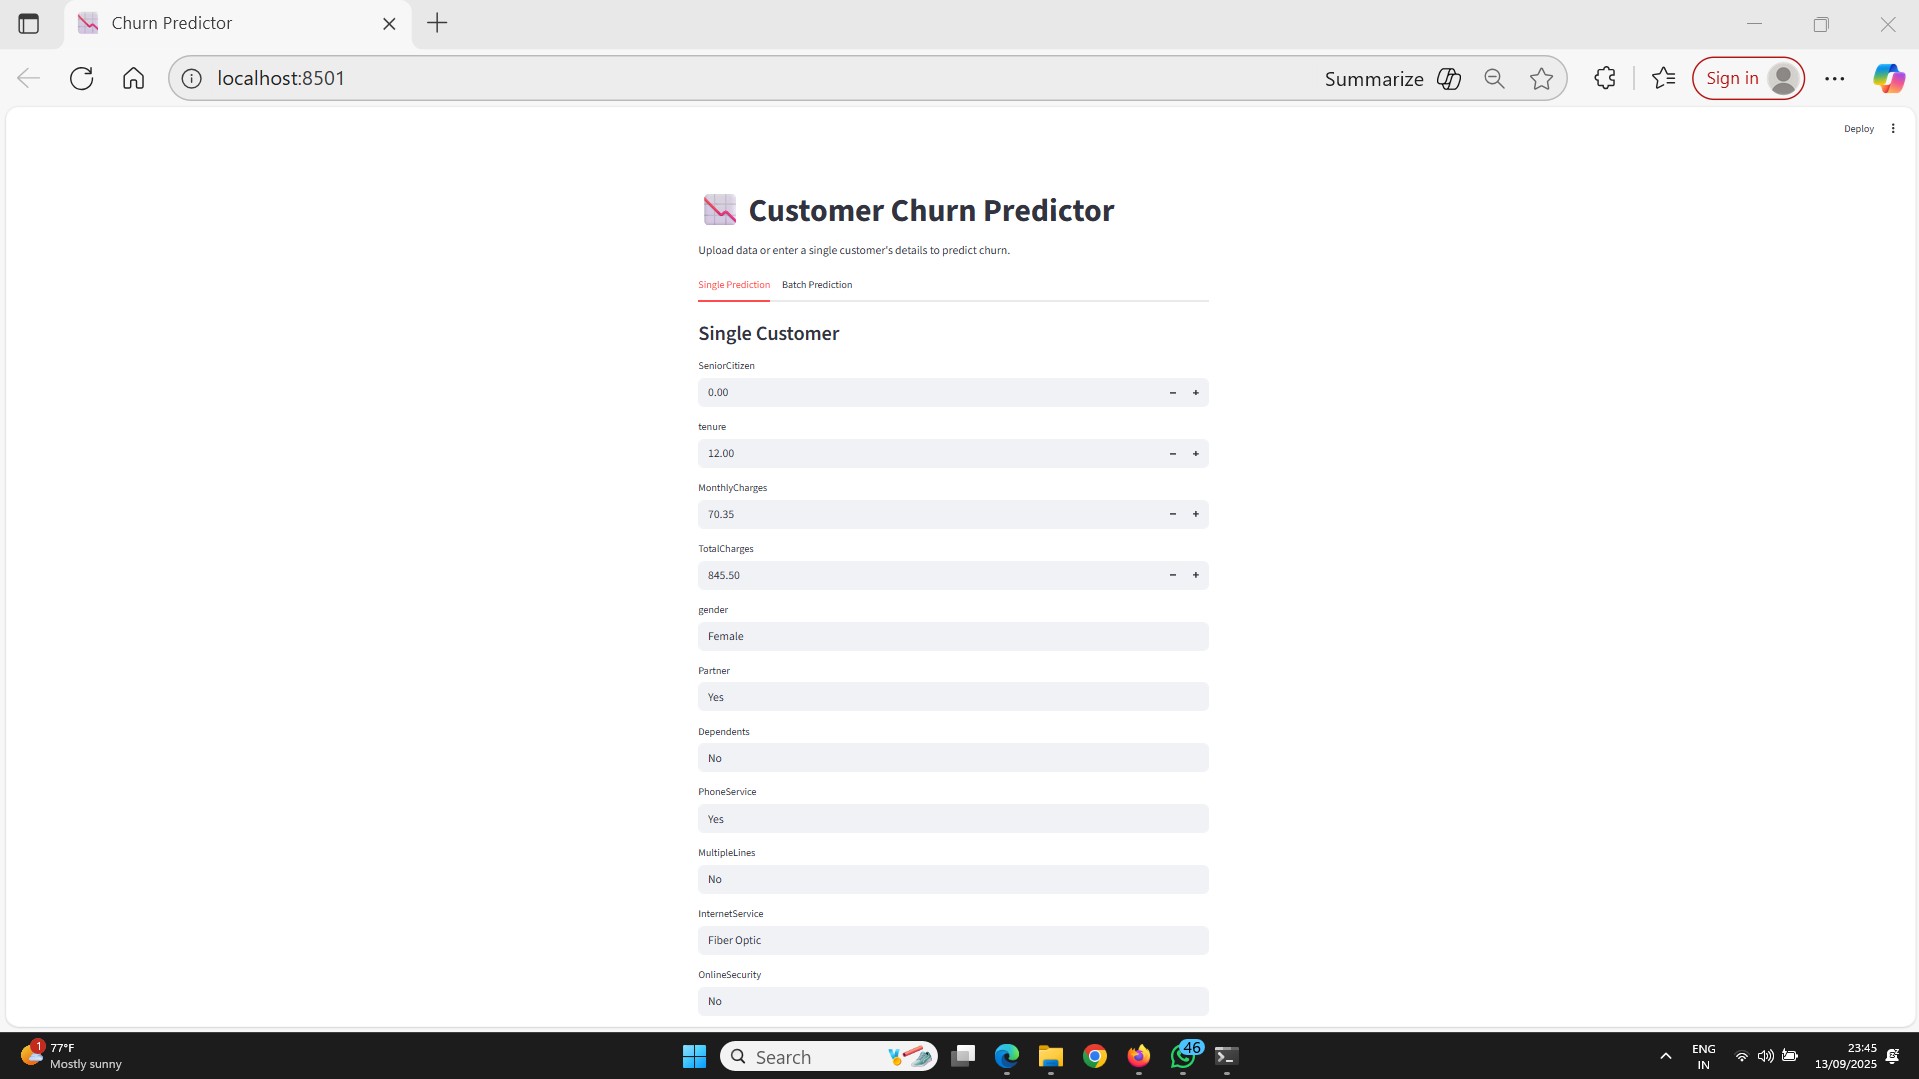 Churn Predictor
localhost:8501
Summarize
Sign in
Deploy
Customer Churn Predictor
Upload data or enter a single customer's details to predict churn.
Single Prediction Batch Prediction
Single Customer
SeniorCitizen
0.00
tenure
12.00
MonthlyCharges
70.35
TotalCharges
845.50
gender
Female
Partner
Yes
Dependents
No
PhoneService
Yes
MultipleLines
No
InternetService
Fiber Optic
OnlineSecurity
No
1
77°F
Mostly sunny
Search
46
ENG
IN
23:45
13/09/2025